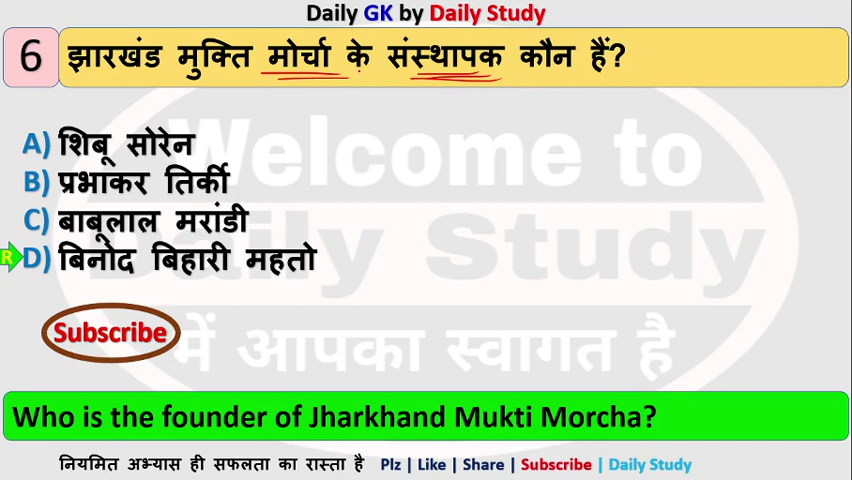 Daily GK by Daily Study
6 झारखंड मुक्ति मोर्चा के संस्थापक कौन हैं?
Welcome to
Daily Study
में आपका स्वागत है
A) शिबू सोरेन
B) प्रभाकर तिर्की
C) बाबूलाल मरांडी
R D) बिनोद बिहारी महतो
Subscribe
Who is the founder of Jharkhand Mukti Morcha?
नियमित अभ्यास ही सफलता का रास्ता है Plz | Like | Share | Subscribe | Daily Study